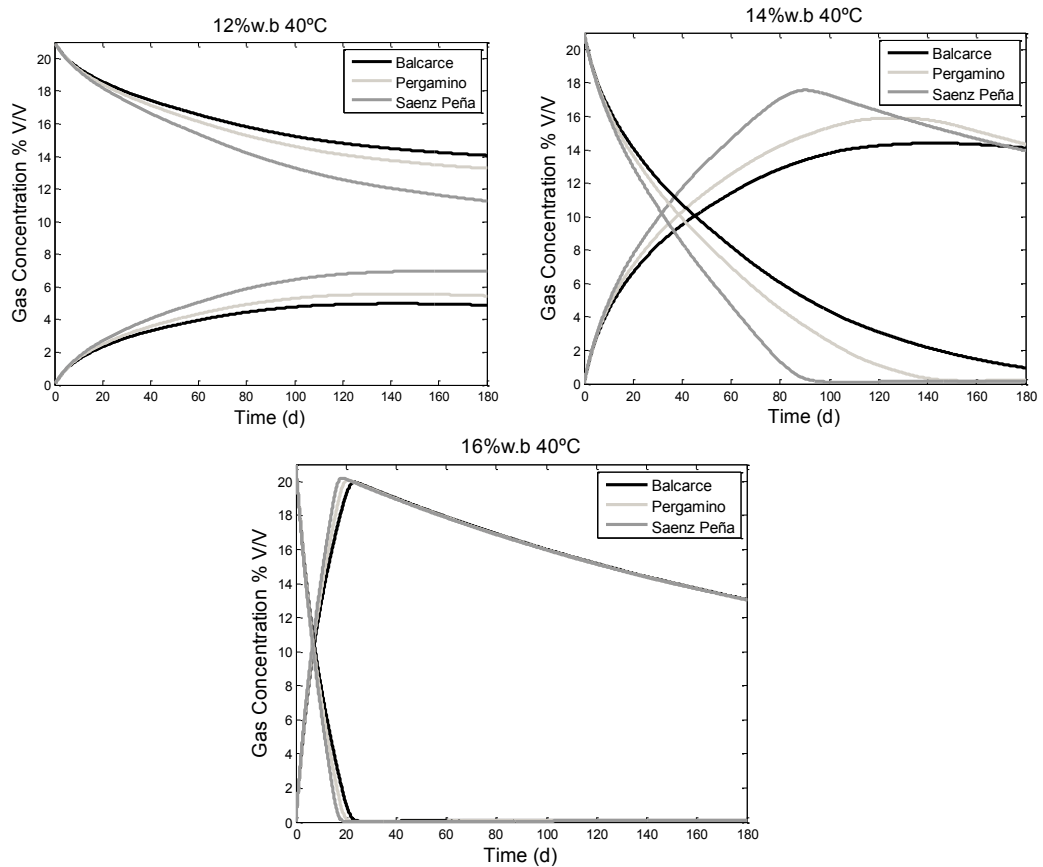 12%w.b 40ºC
Gas Concentration % V/V
20
18
16
14
12
10
8
6
4
2
0
0 20 40 60 80 100 120 140 160 180
Time (d)
Balcarce
Pergamino
Saenz Peña
14%w.b 40ºC
Gas Concentration % V/V
20
18
16
14
12
10
8
6
4
2
0
0 20 40 60 80 100 120 140 160 180
Time (d)
Balcarce
Pergamino
Saenz Peña
16%w.b 40ºC
Gas Concentration % V/V
20
18
16
14
12
10
8
6
4
2
0
0 20 40 60 80 100 120 140 160 180
Time (d)
Balcarce
Pergamino
Saenz Peña